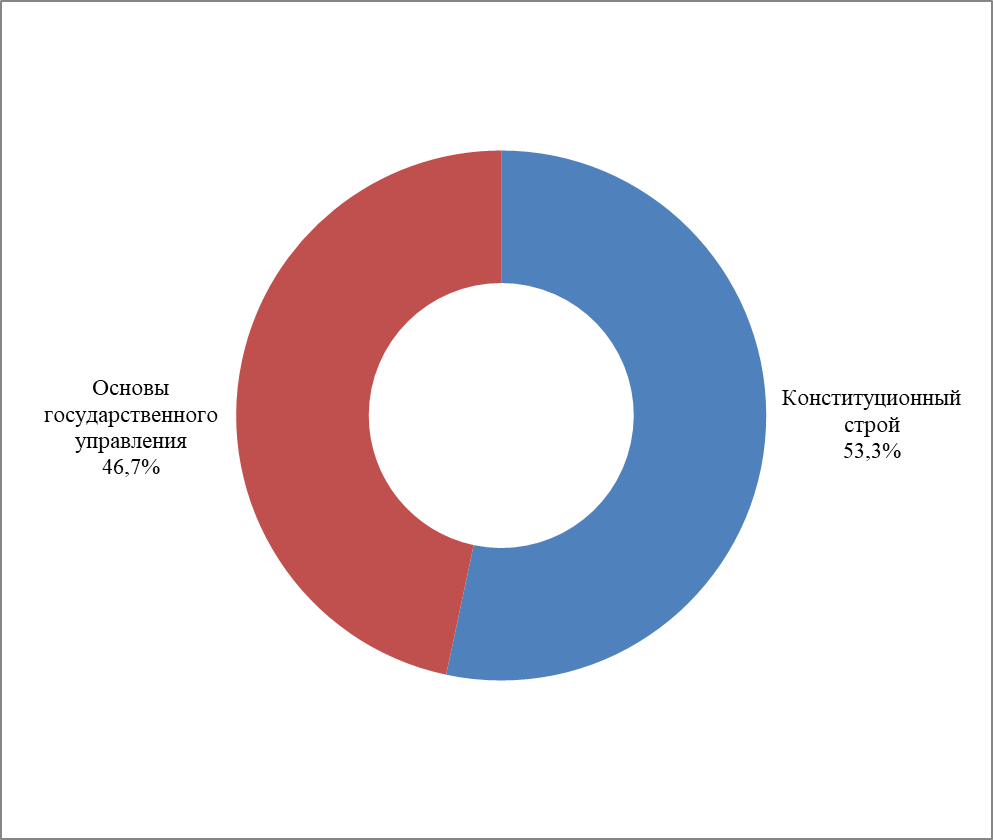 Основы
государственного
управления
46,7%
Конституционный
строй
53,3%